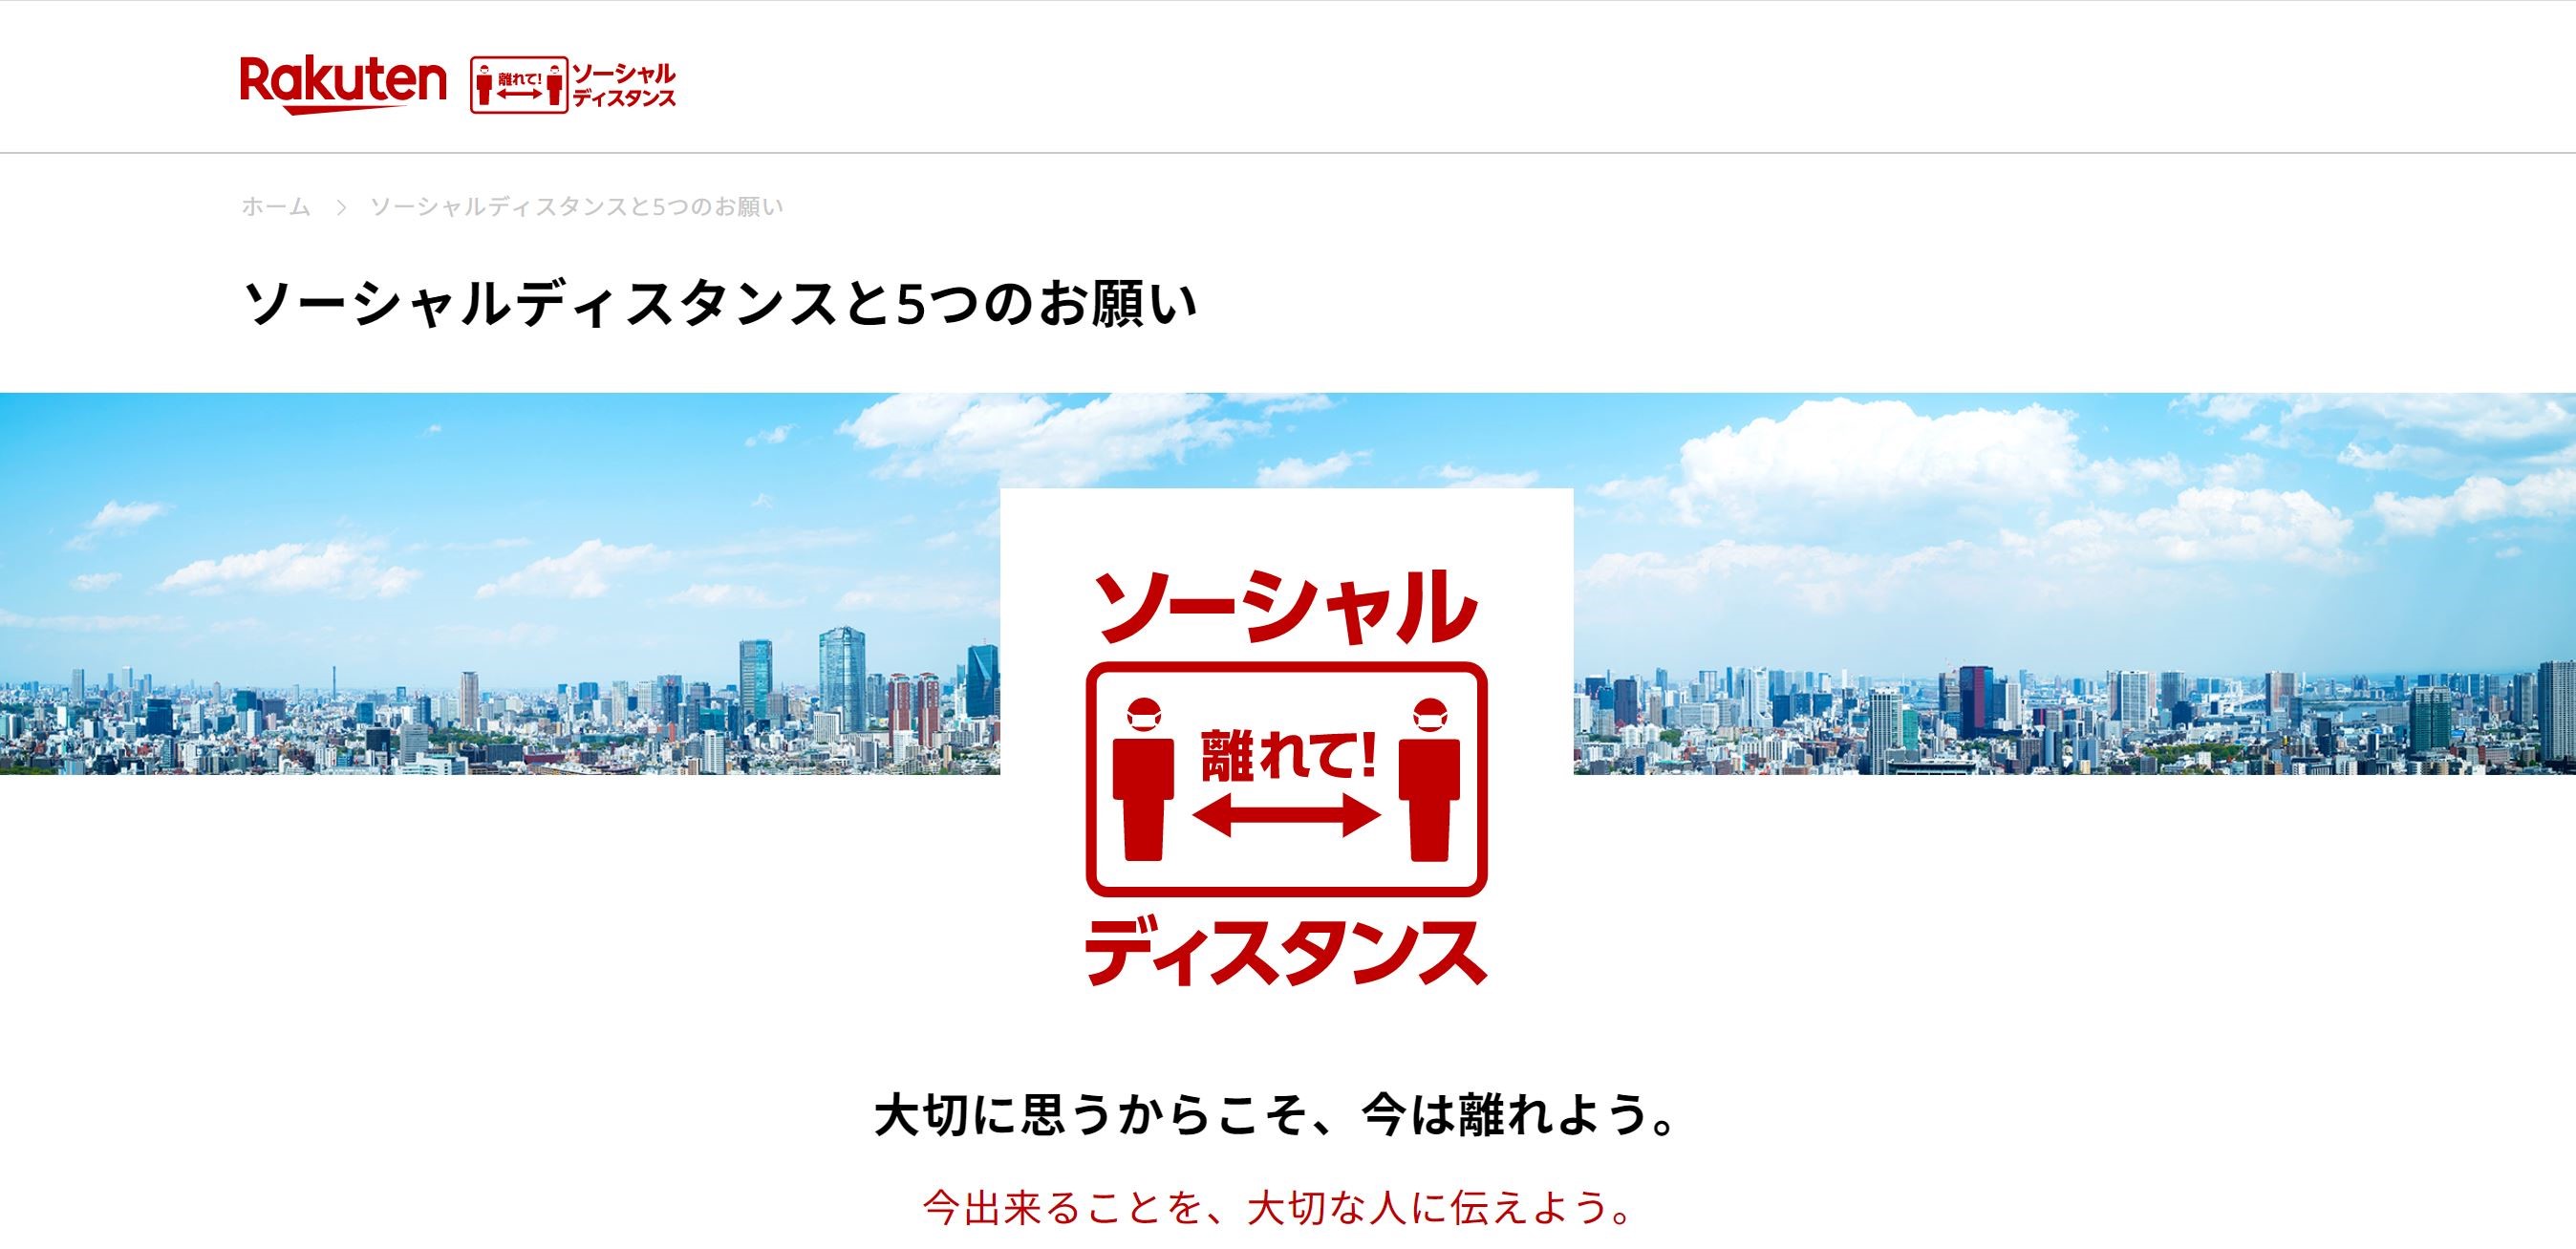 Rakuten
離れて!
ソーシャル
ディスタンス
ホーム > ソーシャルディスタンスと5つのお願い
ソーシャルディスタンスと5つのお願い
ソーシャル
離れて!
ディスタンス
大切に思うからこそ、今は離れよう。
今出来ることを、大切な人に伝えよう。